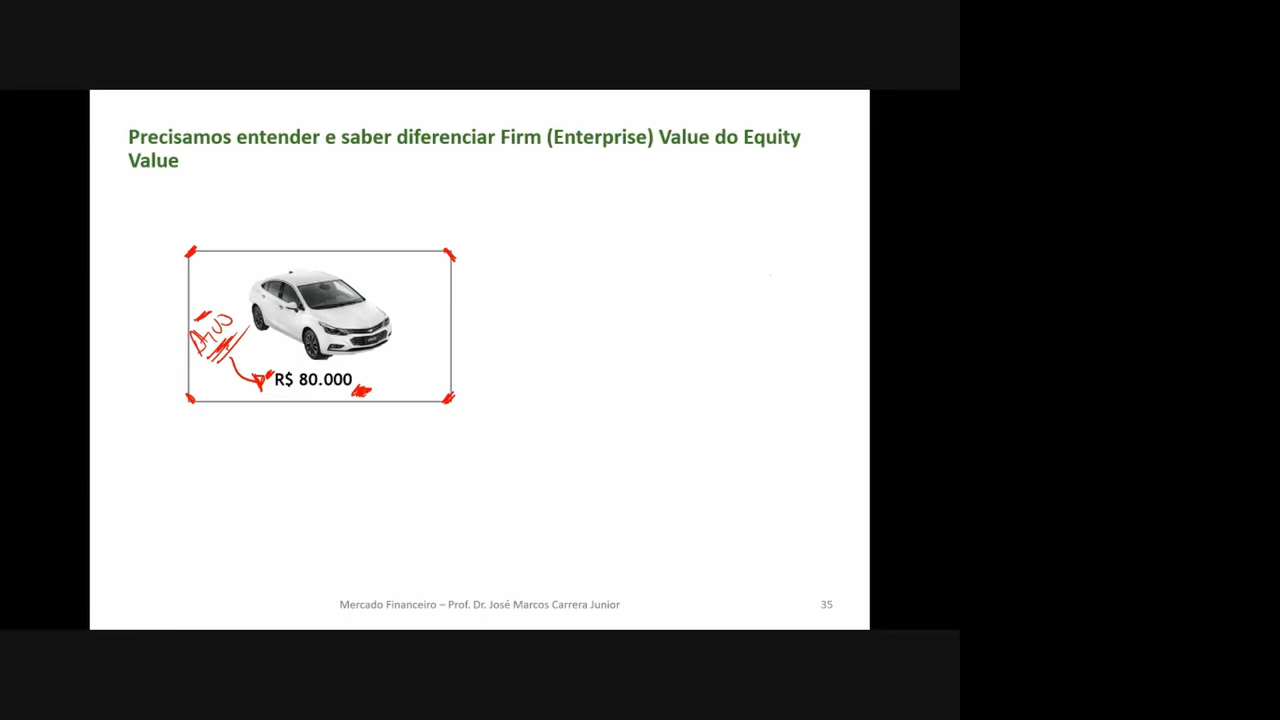 Precisamos entender e saber diferenciar Firm (Enterprise) Value do Equity
Value
Ativo
R$ 80.000
Mercado Financeiro – Prof. Dr. José Marcos Carrera Junior
35